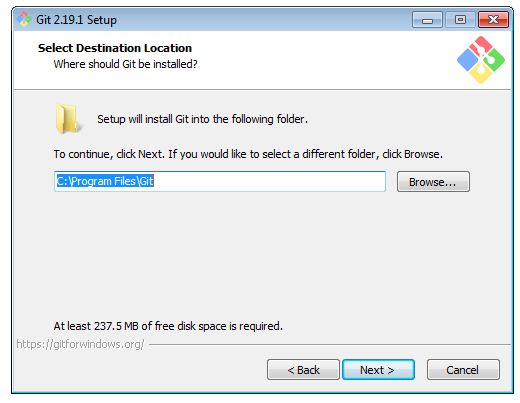 Git 2.19.1 Setup
Select Destination Location
Where should Git be installed?
Setup will install Git into the following folder.
To continue, click Next. If you would like to select a different folder, click Browse.
C:\Program Files\Git
Browse...
At least 237.5 MB of free disk space is required.
https://gitforwindows.org/
< Back
Next >
Cancel